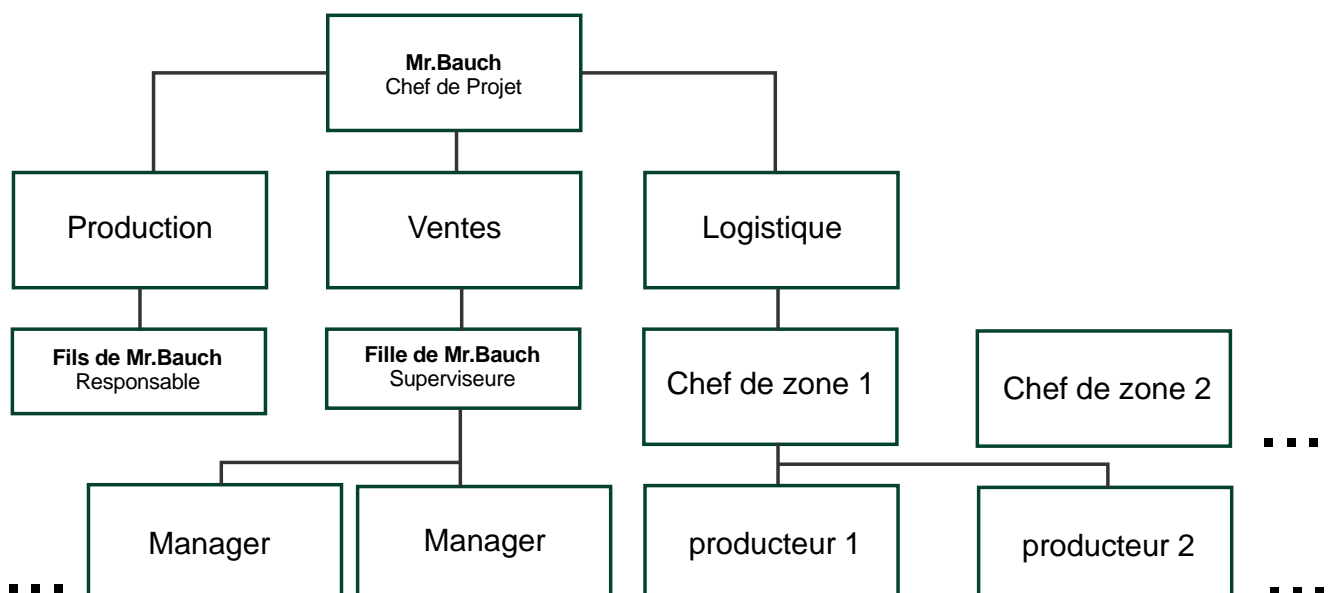 Mr.Bauch
Chef de Projet
Production
Ventes
Logistique
Fils de Mr.Bauch
Responsable
Fille de Mr.Bauch
Superviseure
Chef de zone 1
Chef de zone 2
...
Manager
Manager
producteur 1
producteur 2
...
...